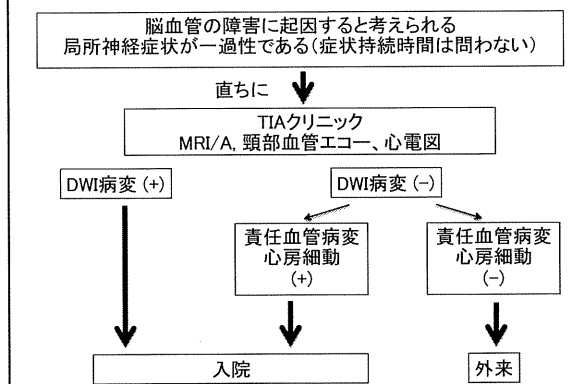 脳血管の障害に起因すると考えられる
局所神経症状が一過性である(症状持続時間は問わない)
直ちに
TIAクリニック
MRI/A, 頸部血管エコー、心電図
DWI病変 (+)
DWI病変 (−)
責任血管病変
心房細動
(+)
責任血管病変
心房細動
(−)
入院
外来